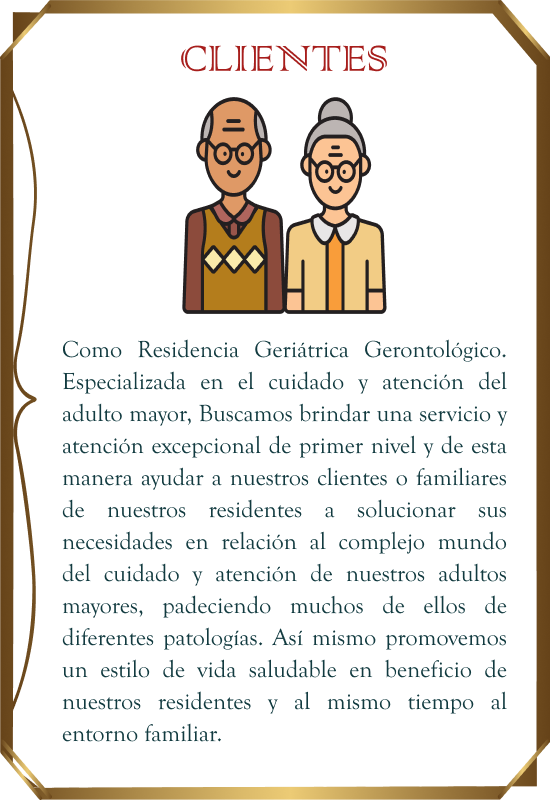 CLIENTES
Como Residencia Geriátrica Gerontológico.
Especializada en el cuidado y atención del
adulto mayor, Buscamos brindar una servicio y
atención excepcional de primer nivel y de esta
manera ayudar a nuestros clientes o familiares
de nuestros residentes a solucionar sus
necesidades en relación al complejo mundo
del cuidado y atención de nuestros adultos
mayores, padeciendo muchos de ellos de
diferentes patologías. Así mismo promovemos
un estilo de vida saludable en beneficio de
nuestros residentes y al mismo tiempo al
entorno familiar.